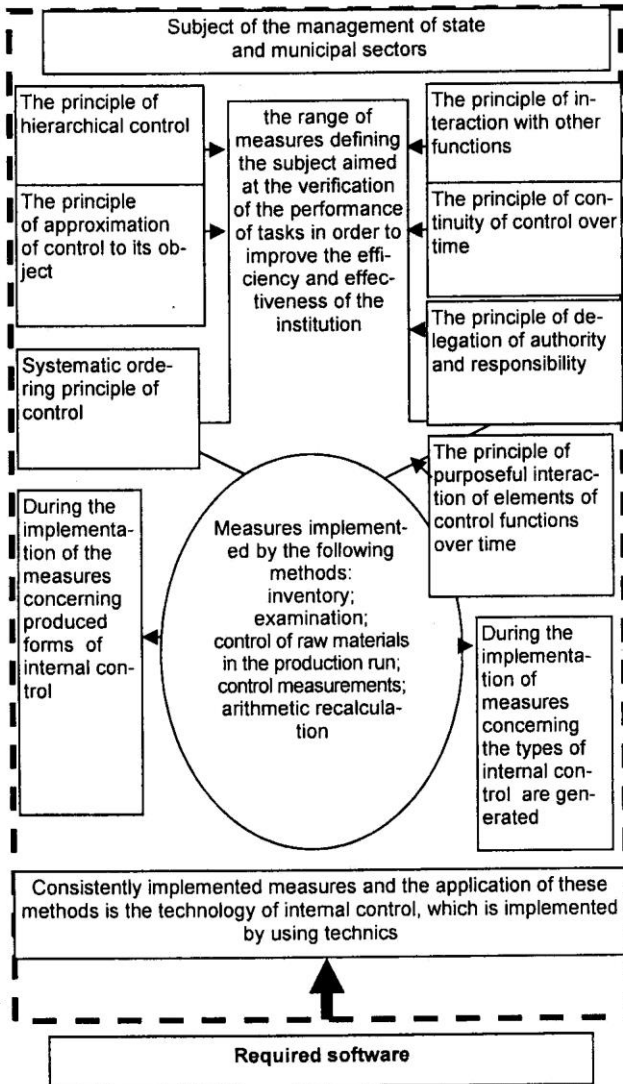 Subject of the management of state
and municipal sectors
The principle of
hierarchical control
The principle
of approximation
of control to its ob-
ject
Systematic orde-
ring principle of
control
the range of
measures defining
the subject aimed
at the verification
of the performance
of tasks in order to
improve the effi-
ciency and effec-
tiveness of the
institution
The principle of in-
teraction with other
functions
The principle of con-
tinuity of control over
time
The principle of de-
legation of authority
and responsibility
The principle of
purposeful interac-
tion of elements of
control functions
over time
During the
implementa-
tion of the
measures
concerning
produced
forms of
internal con-
trol
Measures implement-
ed by the following
methods:
inventory;
examination;
control of raw materials
in the production run;
control measurements;
arithmetic recalcula-
tion
During the
implementa-
tion of
measures
concerning
the types of
internal con-
trol are gen-
erated
Consistently implemented measures and the application of these
methods is the technology of internal control, which is implemented
by using technics
Required software